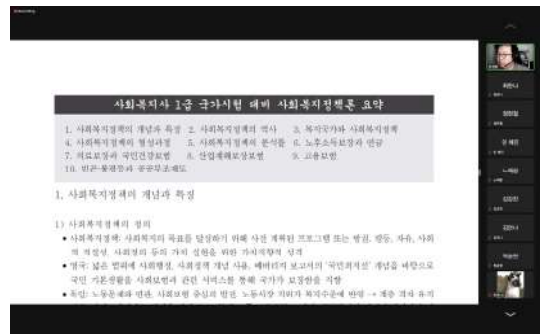 사회복지사 1급 국가시험 대비 사회복지정책론 요약
1. 사회복지정책의 개념과 특징 2. 사회복지정책의 역사 3. 복지국가와 사회복지정책
4. 사회복지정책의 형성과정 5. 사회복지정책의 분석틀 6. 노후소득보장과 연금
7. 의료보장과 국민건강보험 8. 산업재해보상보험 9. 고용보험
10. 빈곤·불평등과 공공부조제도
1. 사회복지정책의 개념과 특징
1) 사회복지정책의 정의
• 사회복지정책: 사회복지의 목표를 달성하기 위해 사전 계획된 프로그램 또는 방침, 평등, 자유, 사회
적 적절성, 사회정의 등의 가치 실현을 위한 가치지향적 성격
• 영국: 넓은 범위에 사회행정, 사회정책 개념 사용, 베버리지 보고서의 '국민최저선' 개념을 바탕으로
국민 기본생활을 사회보험과 관련 서비스를 통해 국가가 보장함을 지향
• 독일: 노동문제와 연관, 사회보험 중심의 발전, 노동시장 지위가 복지수준에 반영 → 계층 격차 유지